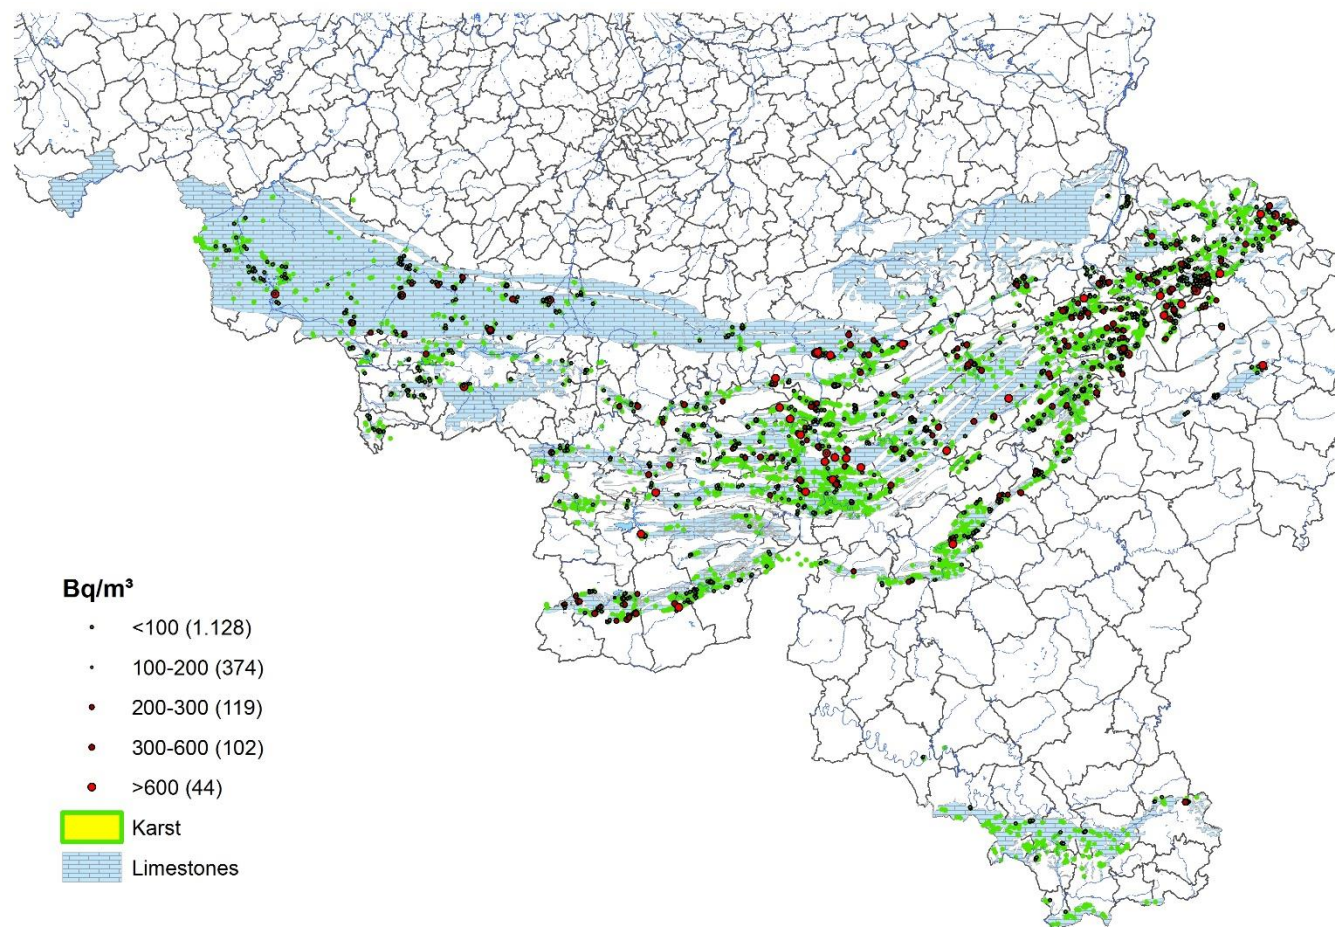 Bq/m³
<100 (1.128)
100-200 (374)
200-300 (119)
300-600 (102)
>600 (44)
Karst
Limestones